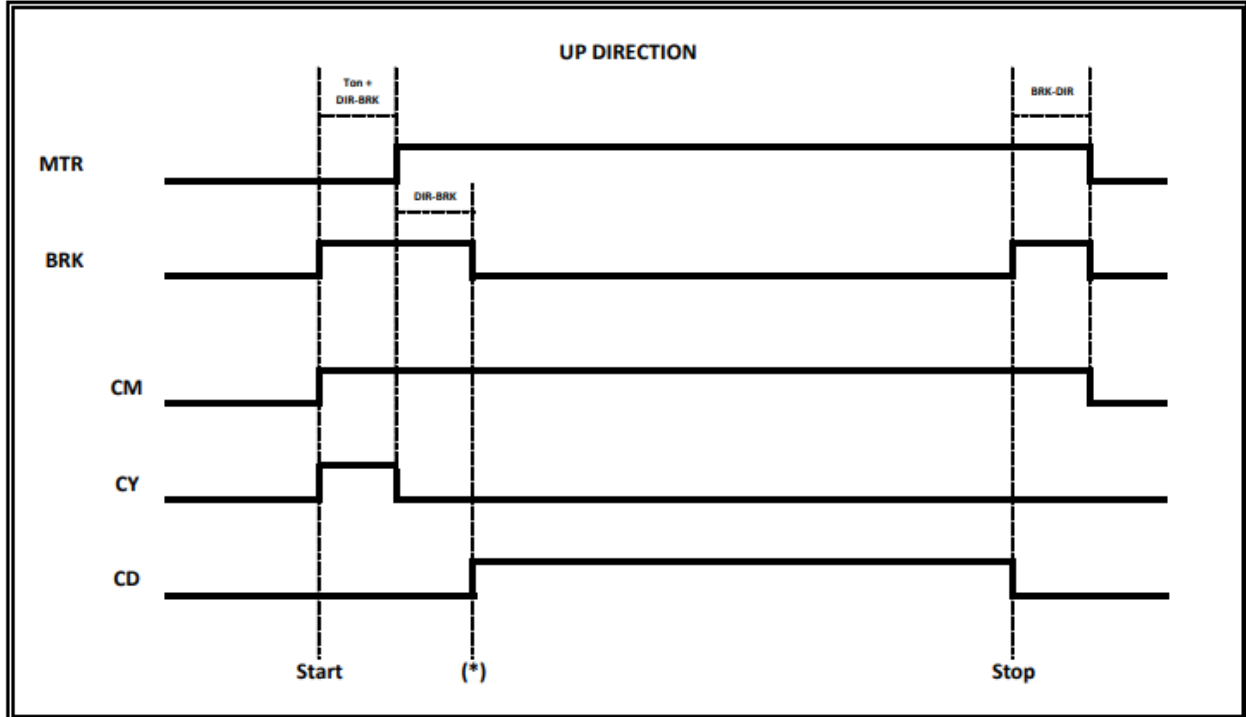 UP DIRECTION
Ton +
DIR-BRK
BRK-DIR
MTR
DIR-BRK
BRK
CM
CY
CD
Start
(*)
Stop